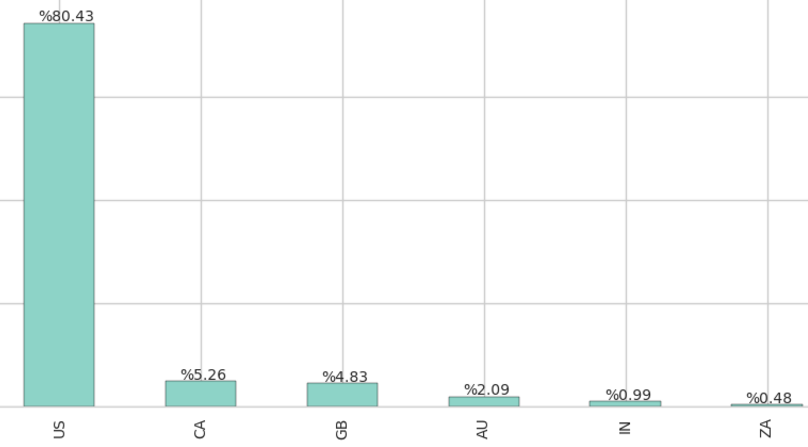 %80.43
%5.26
%4.83
%2.09
%0.99
%0.48
US
CA
GB
AU
IN
ZA